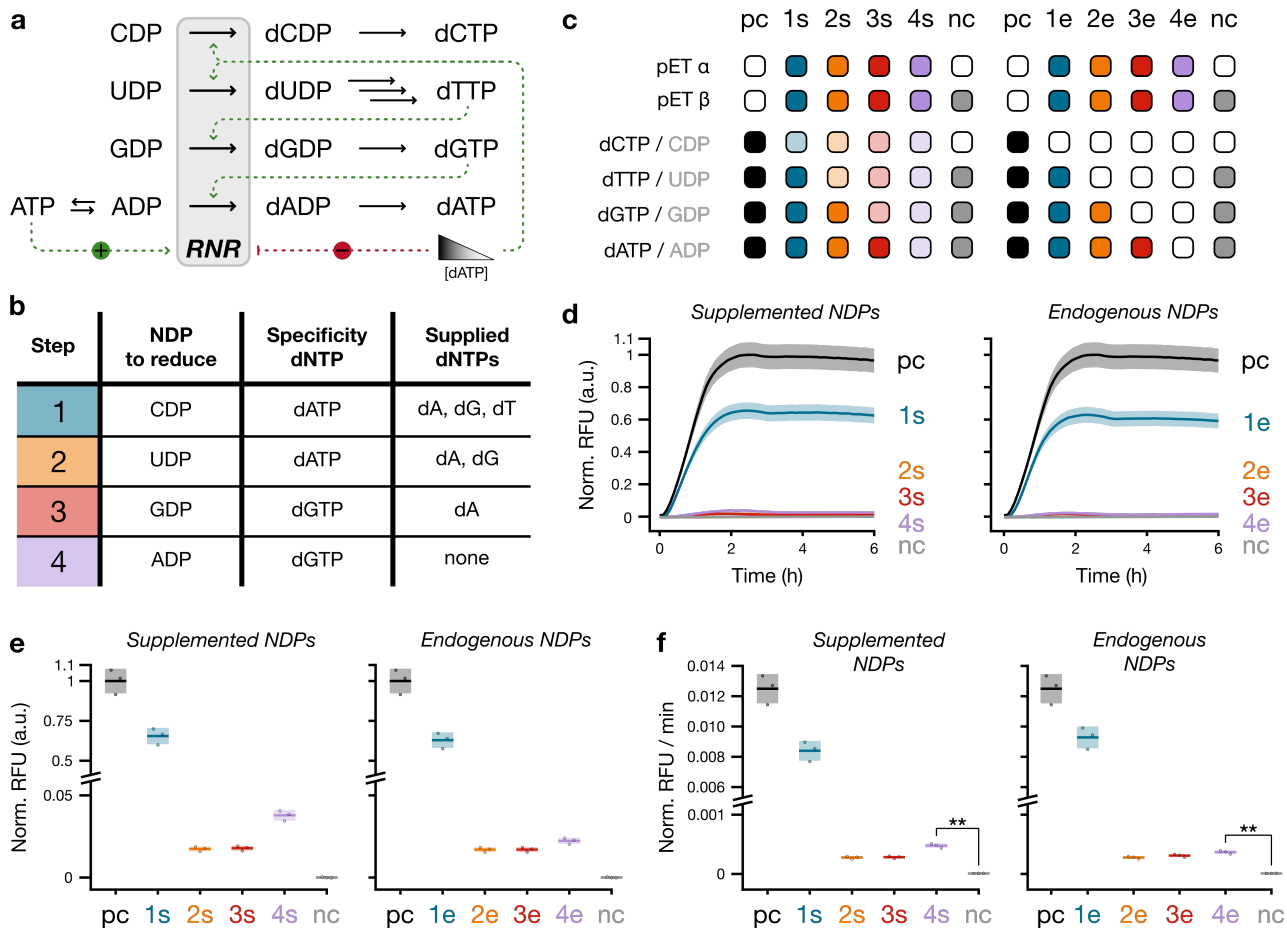 a
CDP dCDP dCTP
UDP dUDP dTTP
GDP dGDP dGTP
ATP ADP dADP dATP
+ RNR − [dATP]
b
Step NDP to reduce Specificity dNTP Supplied dNTPs
1 CDP dATP dA, dG, dT
2 UDP dATP dA, dG
3 GDP dGTP dA
4 ADP dGTP none
c
pc 1s 2s 3s 4s nc pc 1e 2e 3e 4e nc
pET α
pET β
dCTP / CDP
dTTP / UDP
dGTP / GDP
dATP / ADP
d
Supplemented NDPs Endogenous NDPs
Norm. RFU (a.u.)
1.1
1
0.8
0.6
0.4
0.2
0
0 2 4 6
Time (h)
pc
1s
2s
3s
4s
nc
0 2 4 6
Time (h)
pc
1e
2e
3e
4e
nc
e
Supplemented NDPs Endogenous NDPs
Norm. RFU (a.u.)
1.1
1
0.75
0.5
0.05
0
pc 1s 2s 3s 4s nc
pc 1e 2e 3e 4e nc
f
Supplemented NDPs
Endogenous NDPs
Norm. RFU / min
0.014
0.012
0.010
0.008
0.006
0.001
0
**
**
pc 1s 2s 3s 4s nc
pc 1e 2e 3e 4e nc